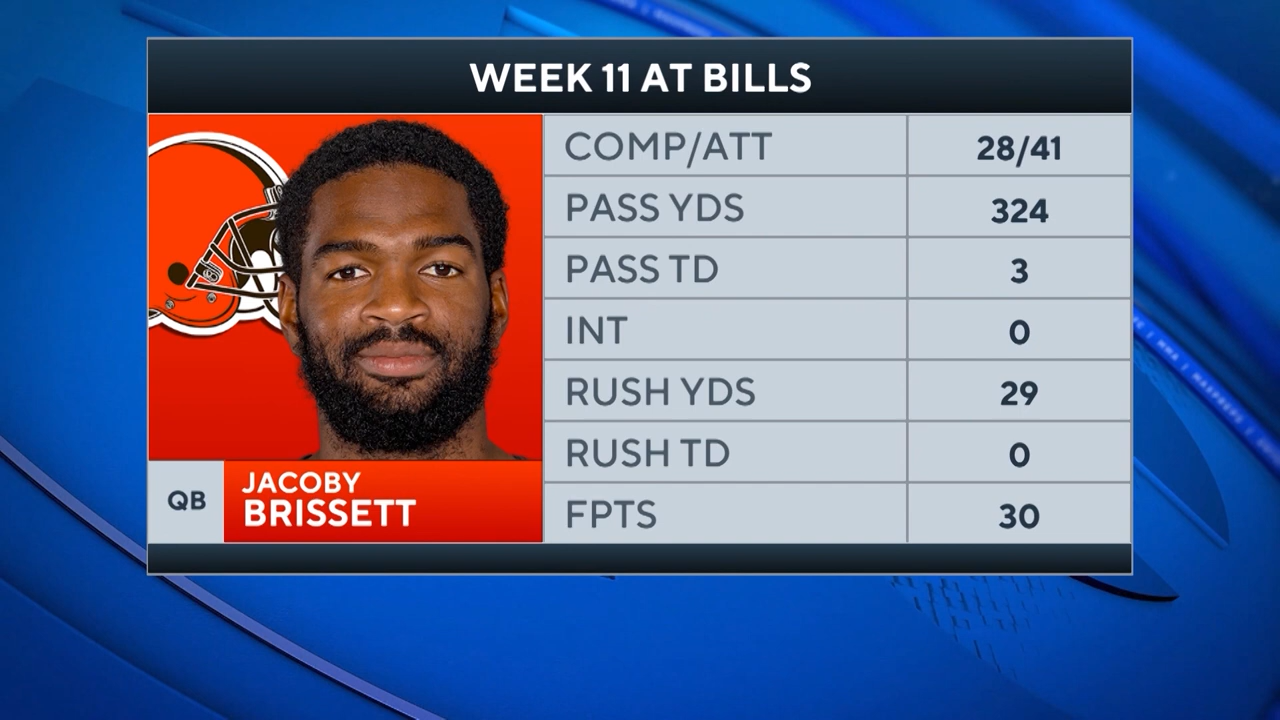 WEEK 11 AT BILLS
COMP/ATT 28/41
PASS YDS 324
PASS TD 3
INT 0
RUSH YDS 29
RUSH TD 0
FPTS 30
QB
JACOBY
BRISSETT